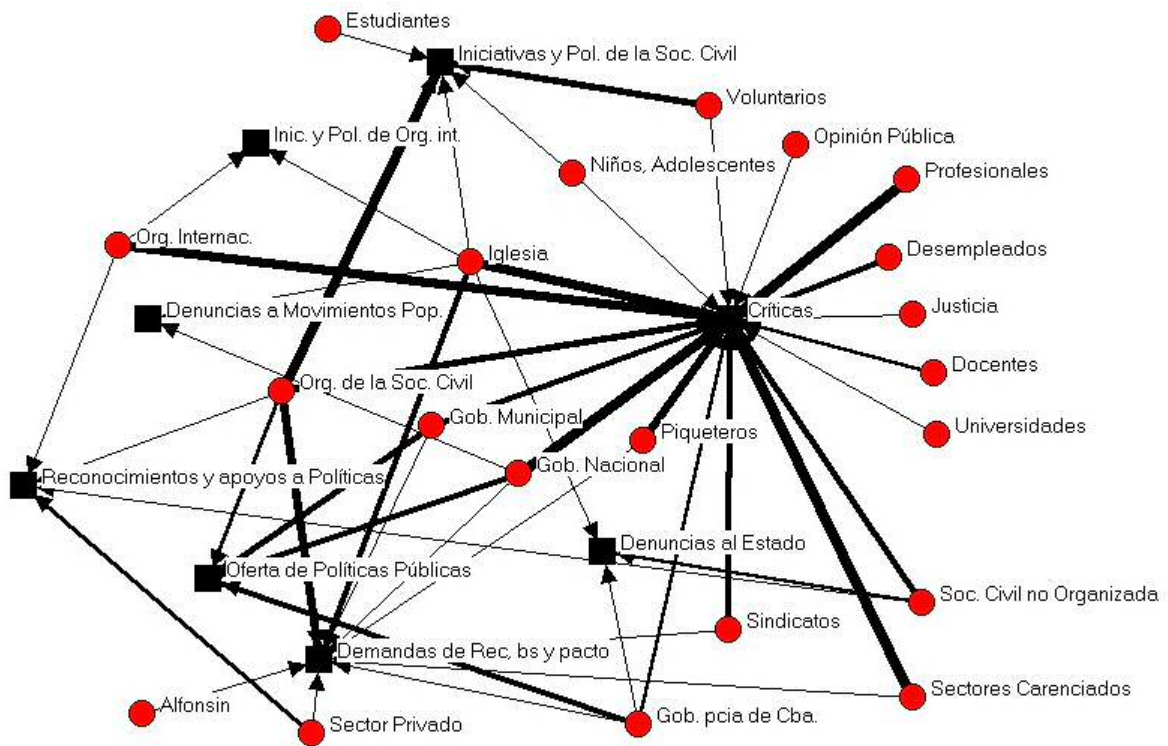 Estudiantes
Iniciativas y Pol. de la Soc. Civil
Voluntarios
Inic. y Pol. de Org. int.
Opinión Pública
Niños, Adolescentes
Profesionales
Org. Internac.
Iglesia
Desempleados
Denuncias a Movimientos Pop.
Críticas
Justicia
Docentes
Org. de la Soc. Civil
Gob. Municipal
Universidades
Piqueteros
Gob. Nacional
Reconocimientos y apoyos a Políticas
Denuncias al Estado
Oferta de Políticas Públicas
Soc. Civil no Organizada
Sindicatos
Demandas de Rec, bs y pacto
Sectores Carenciados
Alfonsin
Sector Privado
Gob. pcia de Cba.